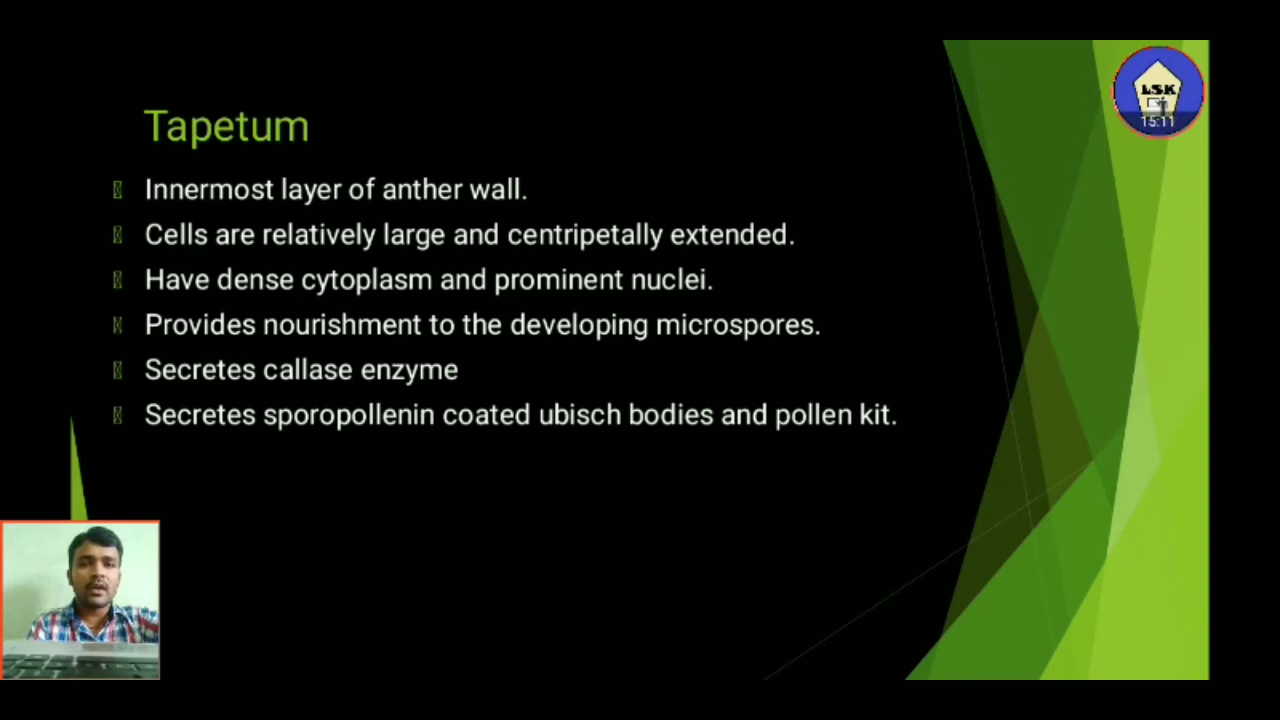 LSK
15:11
Tapetum
Innermost layer of anther wall.
Cells are relatively large and centripetally extended.
Have dense cytoplasm and prominent nuclei.
Provides nourishment to the developing microspores.
Secretes callase enzyme
Secretes sporopollenin coated ubisch bodies and pollen kit.